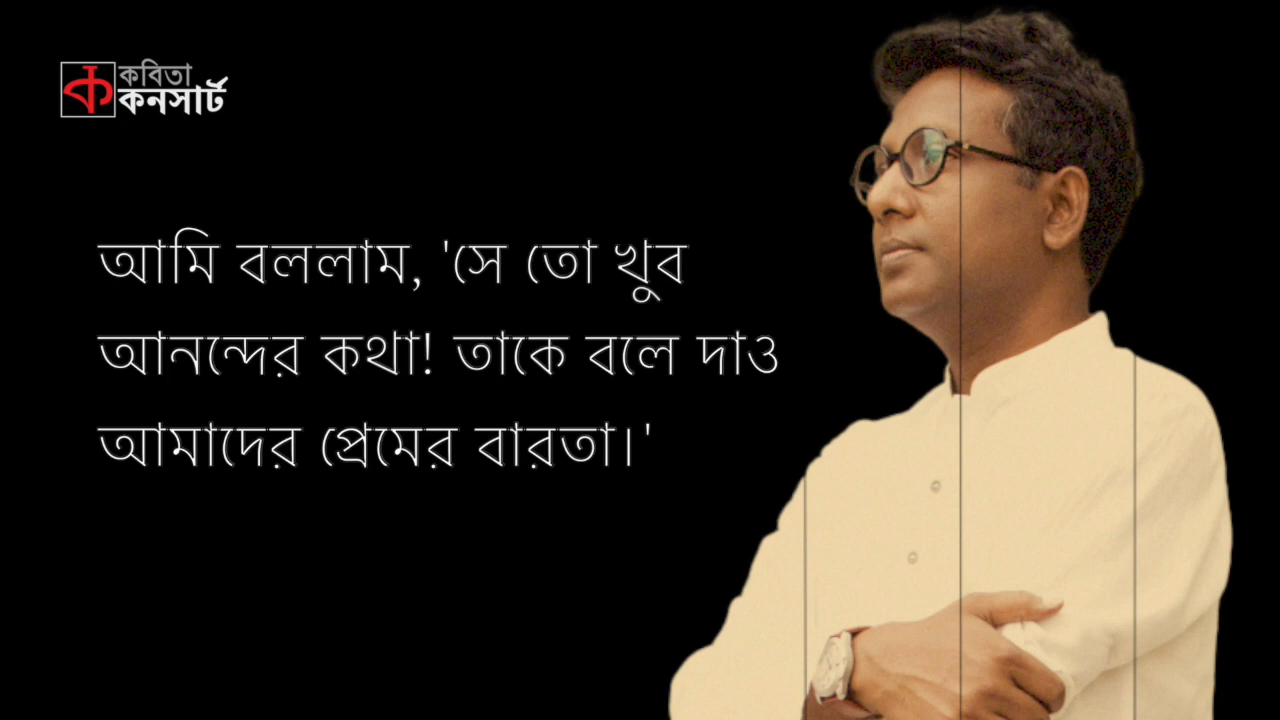 ক কবিতা
কনসার্ট
আমি বললাম, 'সে তো খুব
আনন্দের কথা! তাকে বলে দাও
আমাদের প্রেমের বারতা।'